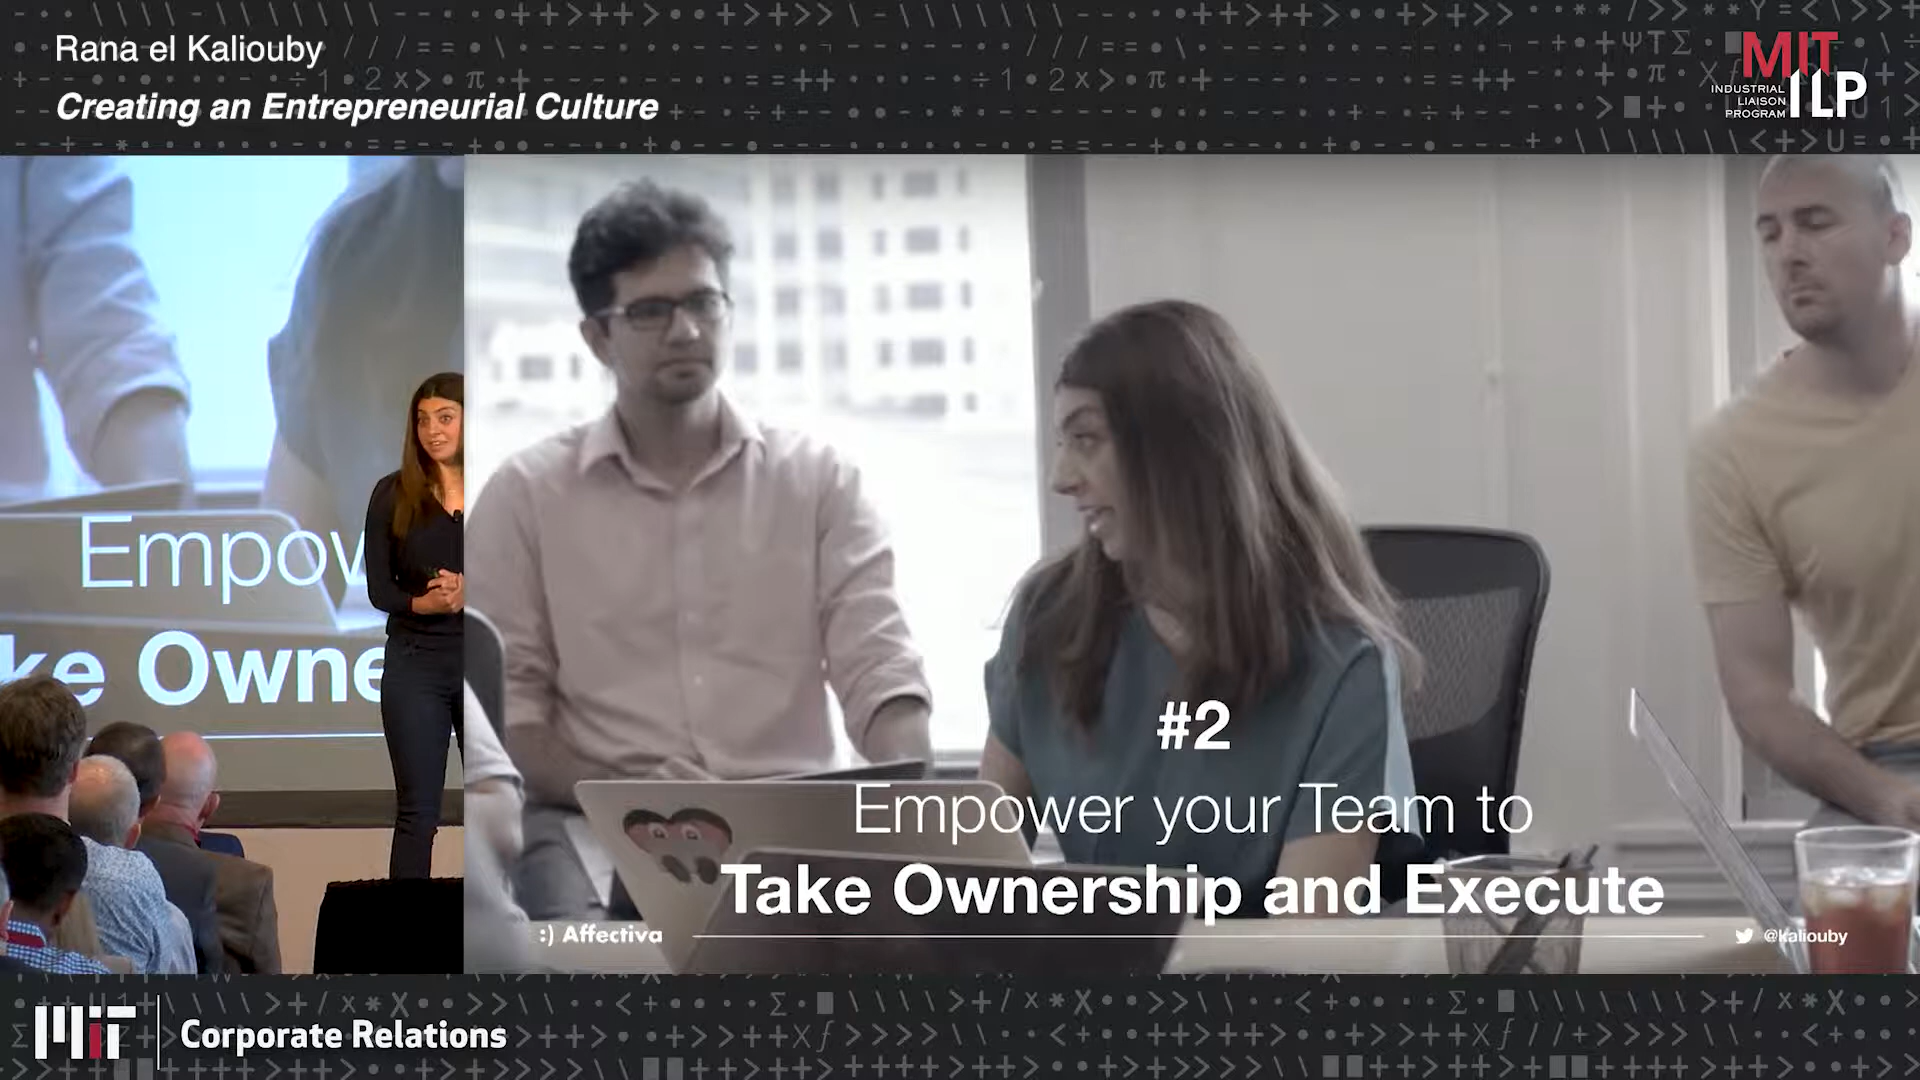 Rana el Kaliouby
Creating an Entrepreneurial Culture
MIT
ILP
INDUSTRIAL
LIAISON
PROGRAM
Empow
ke Owne
#2
Empower your Team to
Take Ownership and Execute
:) Affectiva
@kaliouby
MIT
Corporate Relations